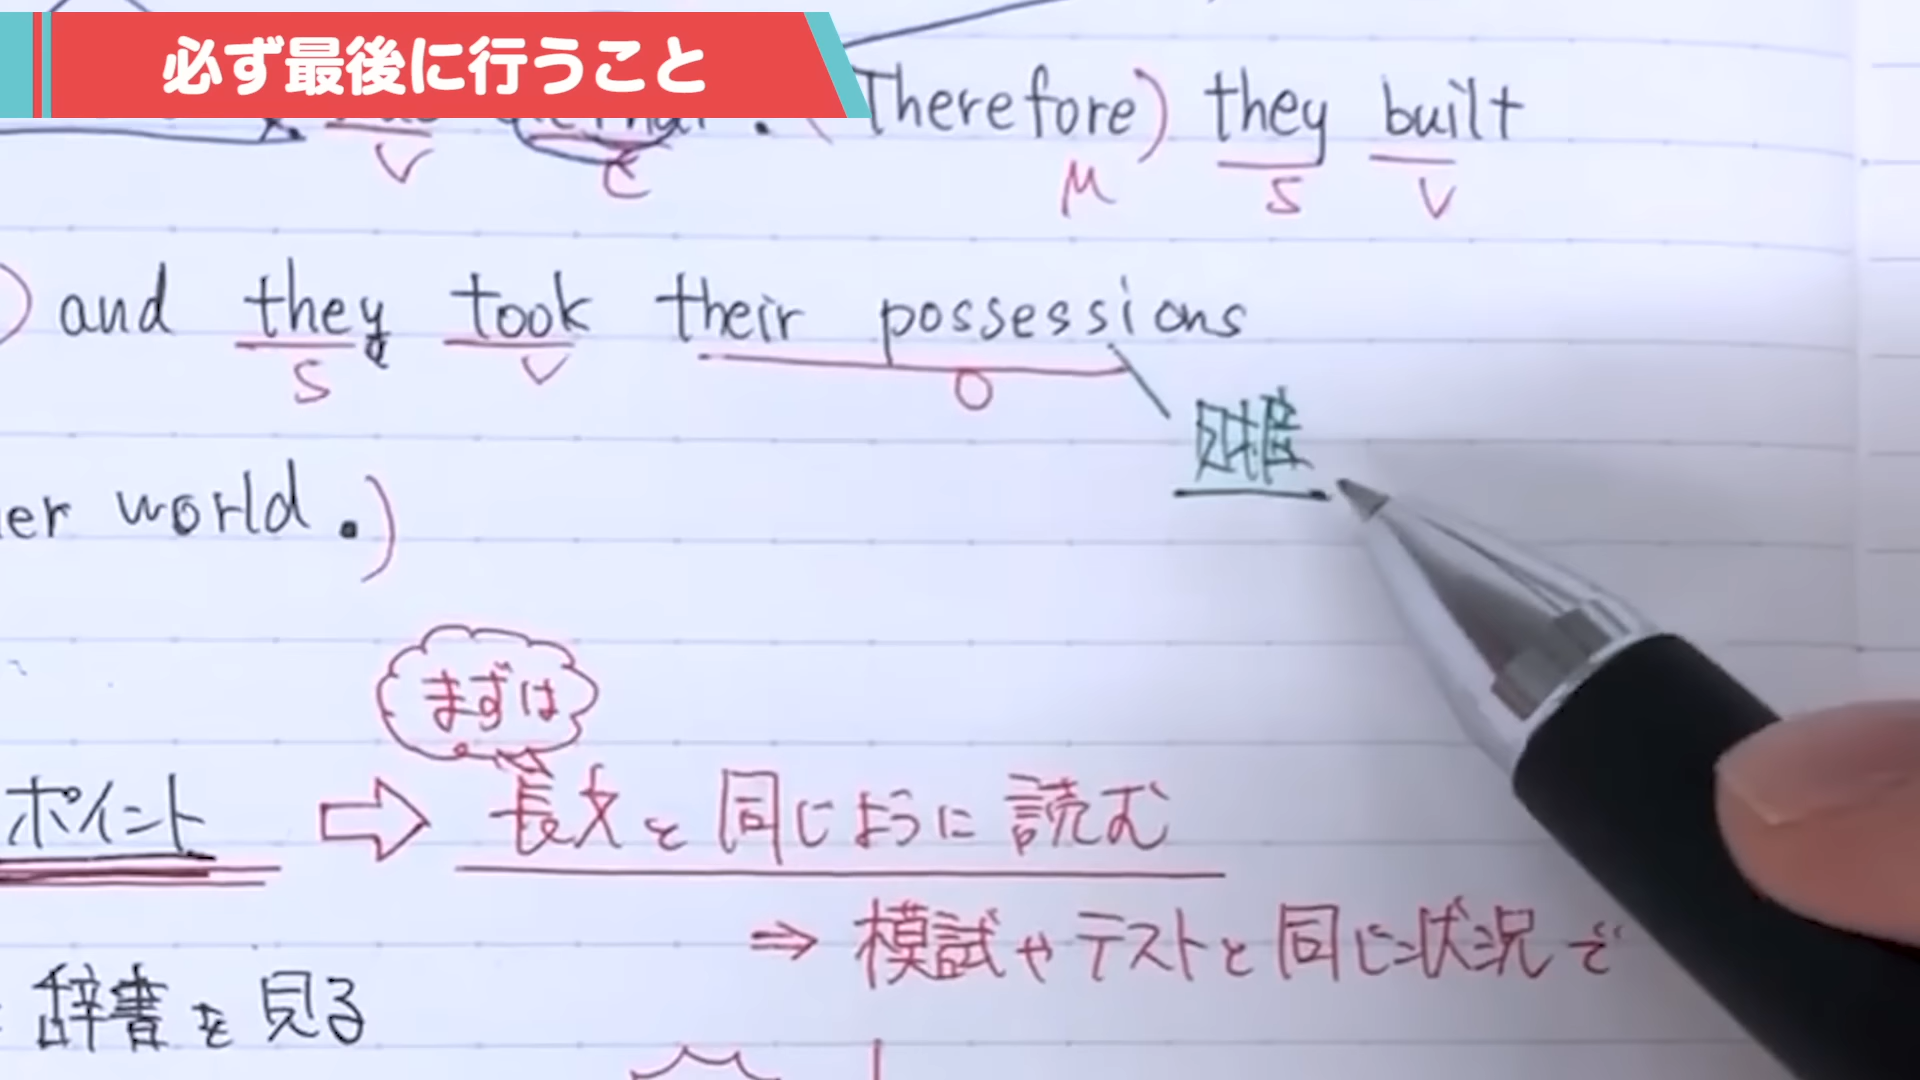 必ず最後に行うこと
Therefore) they built
V C M S V
) and they took their possessions
S V O
財産
er world.)
まずは
ポイント ⇨ 長文と同じように読む
⇒ 模試やテストと同じ状況で
辞書を見る